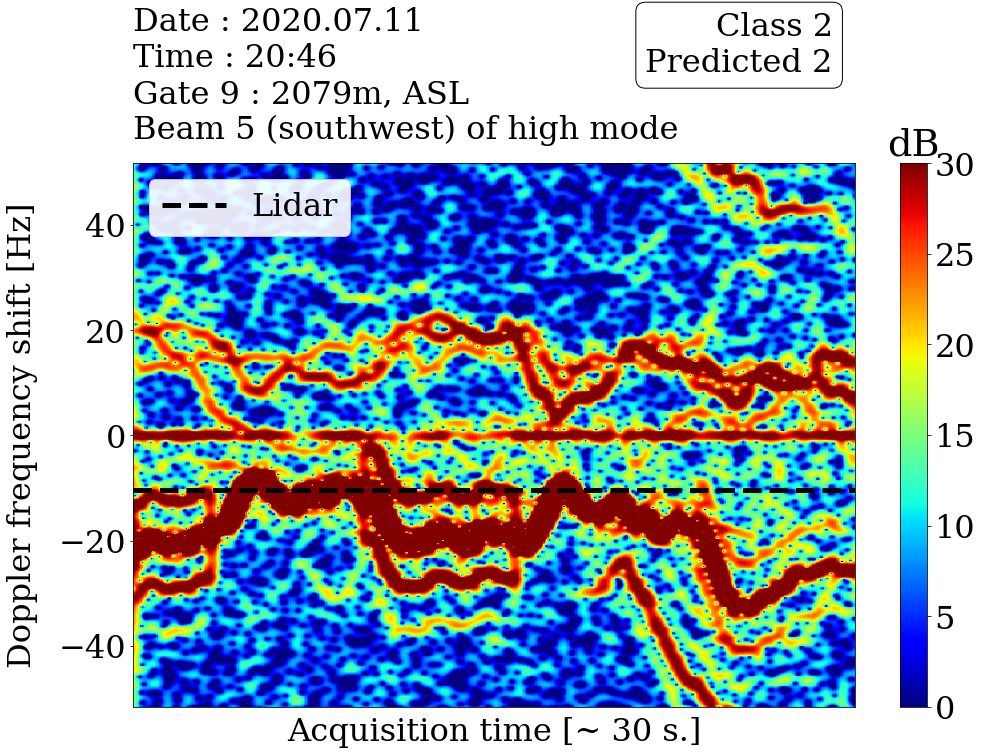 Date : 2020.07.11
Time : 20:46
Gate 9 : 2079m, ASL
Beam 5 (southwest) of high mode
Class 2
Predicted 2
dB
Lidar
Doppler frequency shift [Hz]
40
20
0
−20
−40
30
25
20
15
10
5
0
Acquisition time [~ 30 s.]